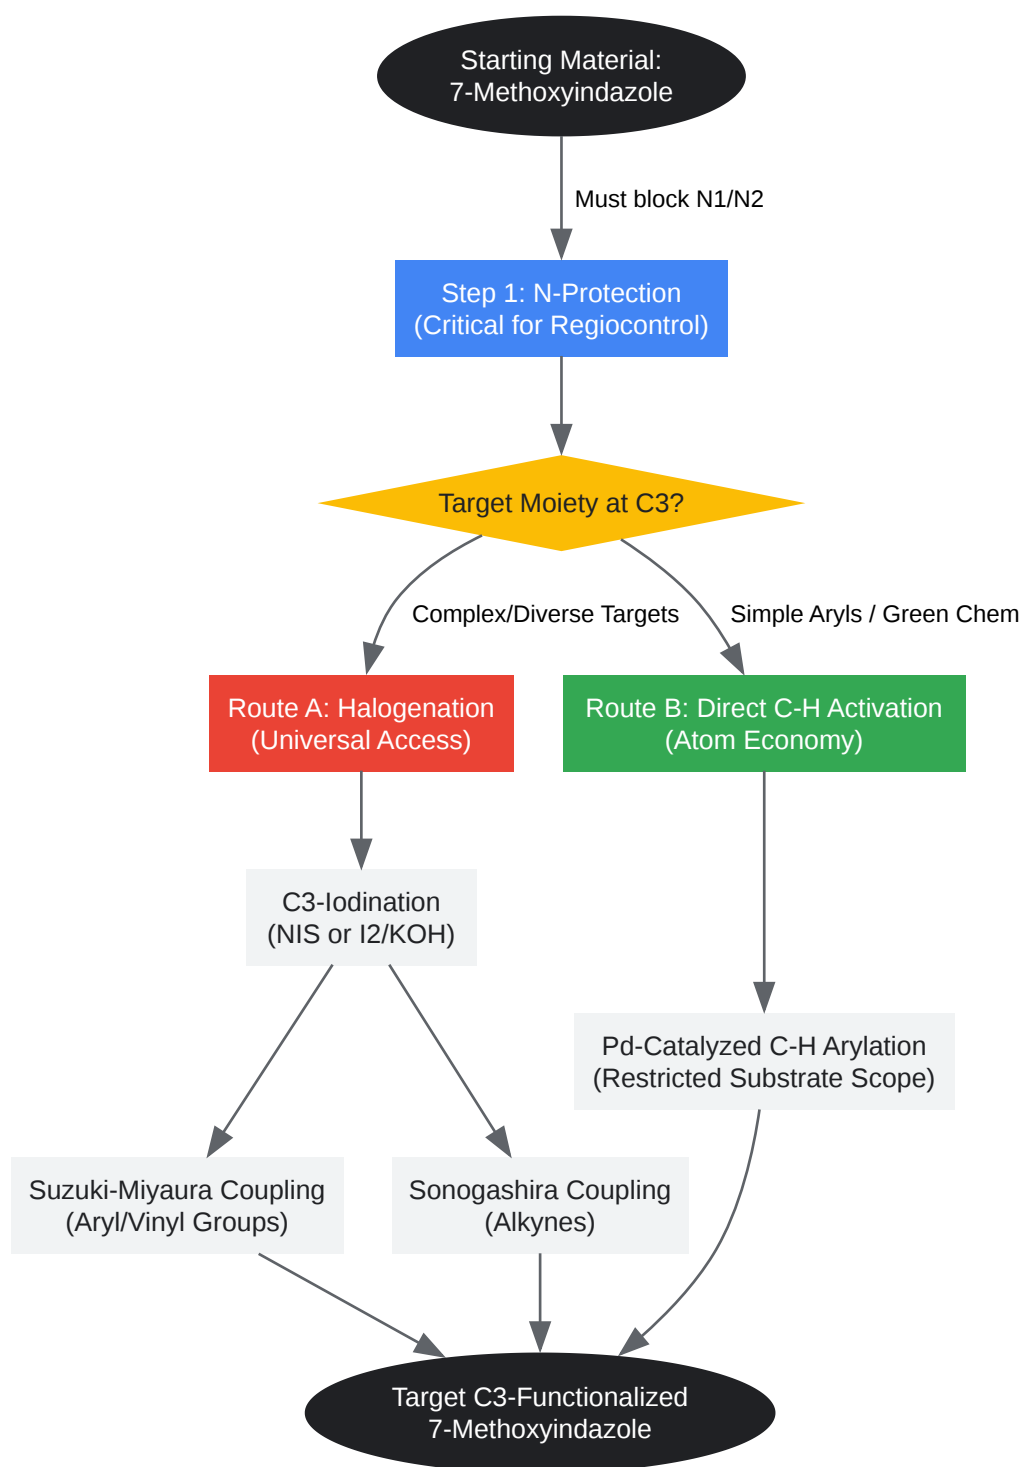 Starting Material:
7-Methoxyindazole
Must block N1/N2
Step 1: N-Protection
(Critical for Regiocontrol)
Target Moiety at C3?
Complex/Diverse Targets
Simple Aryls / Green Chem
Route A: Halogenation
(Universal Access)
Route B: Direct C-H Activation
(Atom Economy)
C3-Iodination
(NIS or I2/KOH)
Pd-Catalyzed C-H Arylation
(Restricted Substrate Scope)
Suzuki-Miyaura Coupling
(Aryl/Vinyl Groups)
Sonogashira Coupling
(Alkynes)
Target C3-Functionalized
7-Methoxyindazole